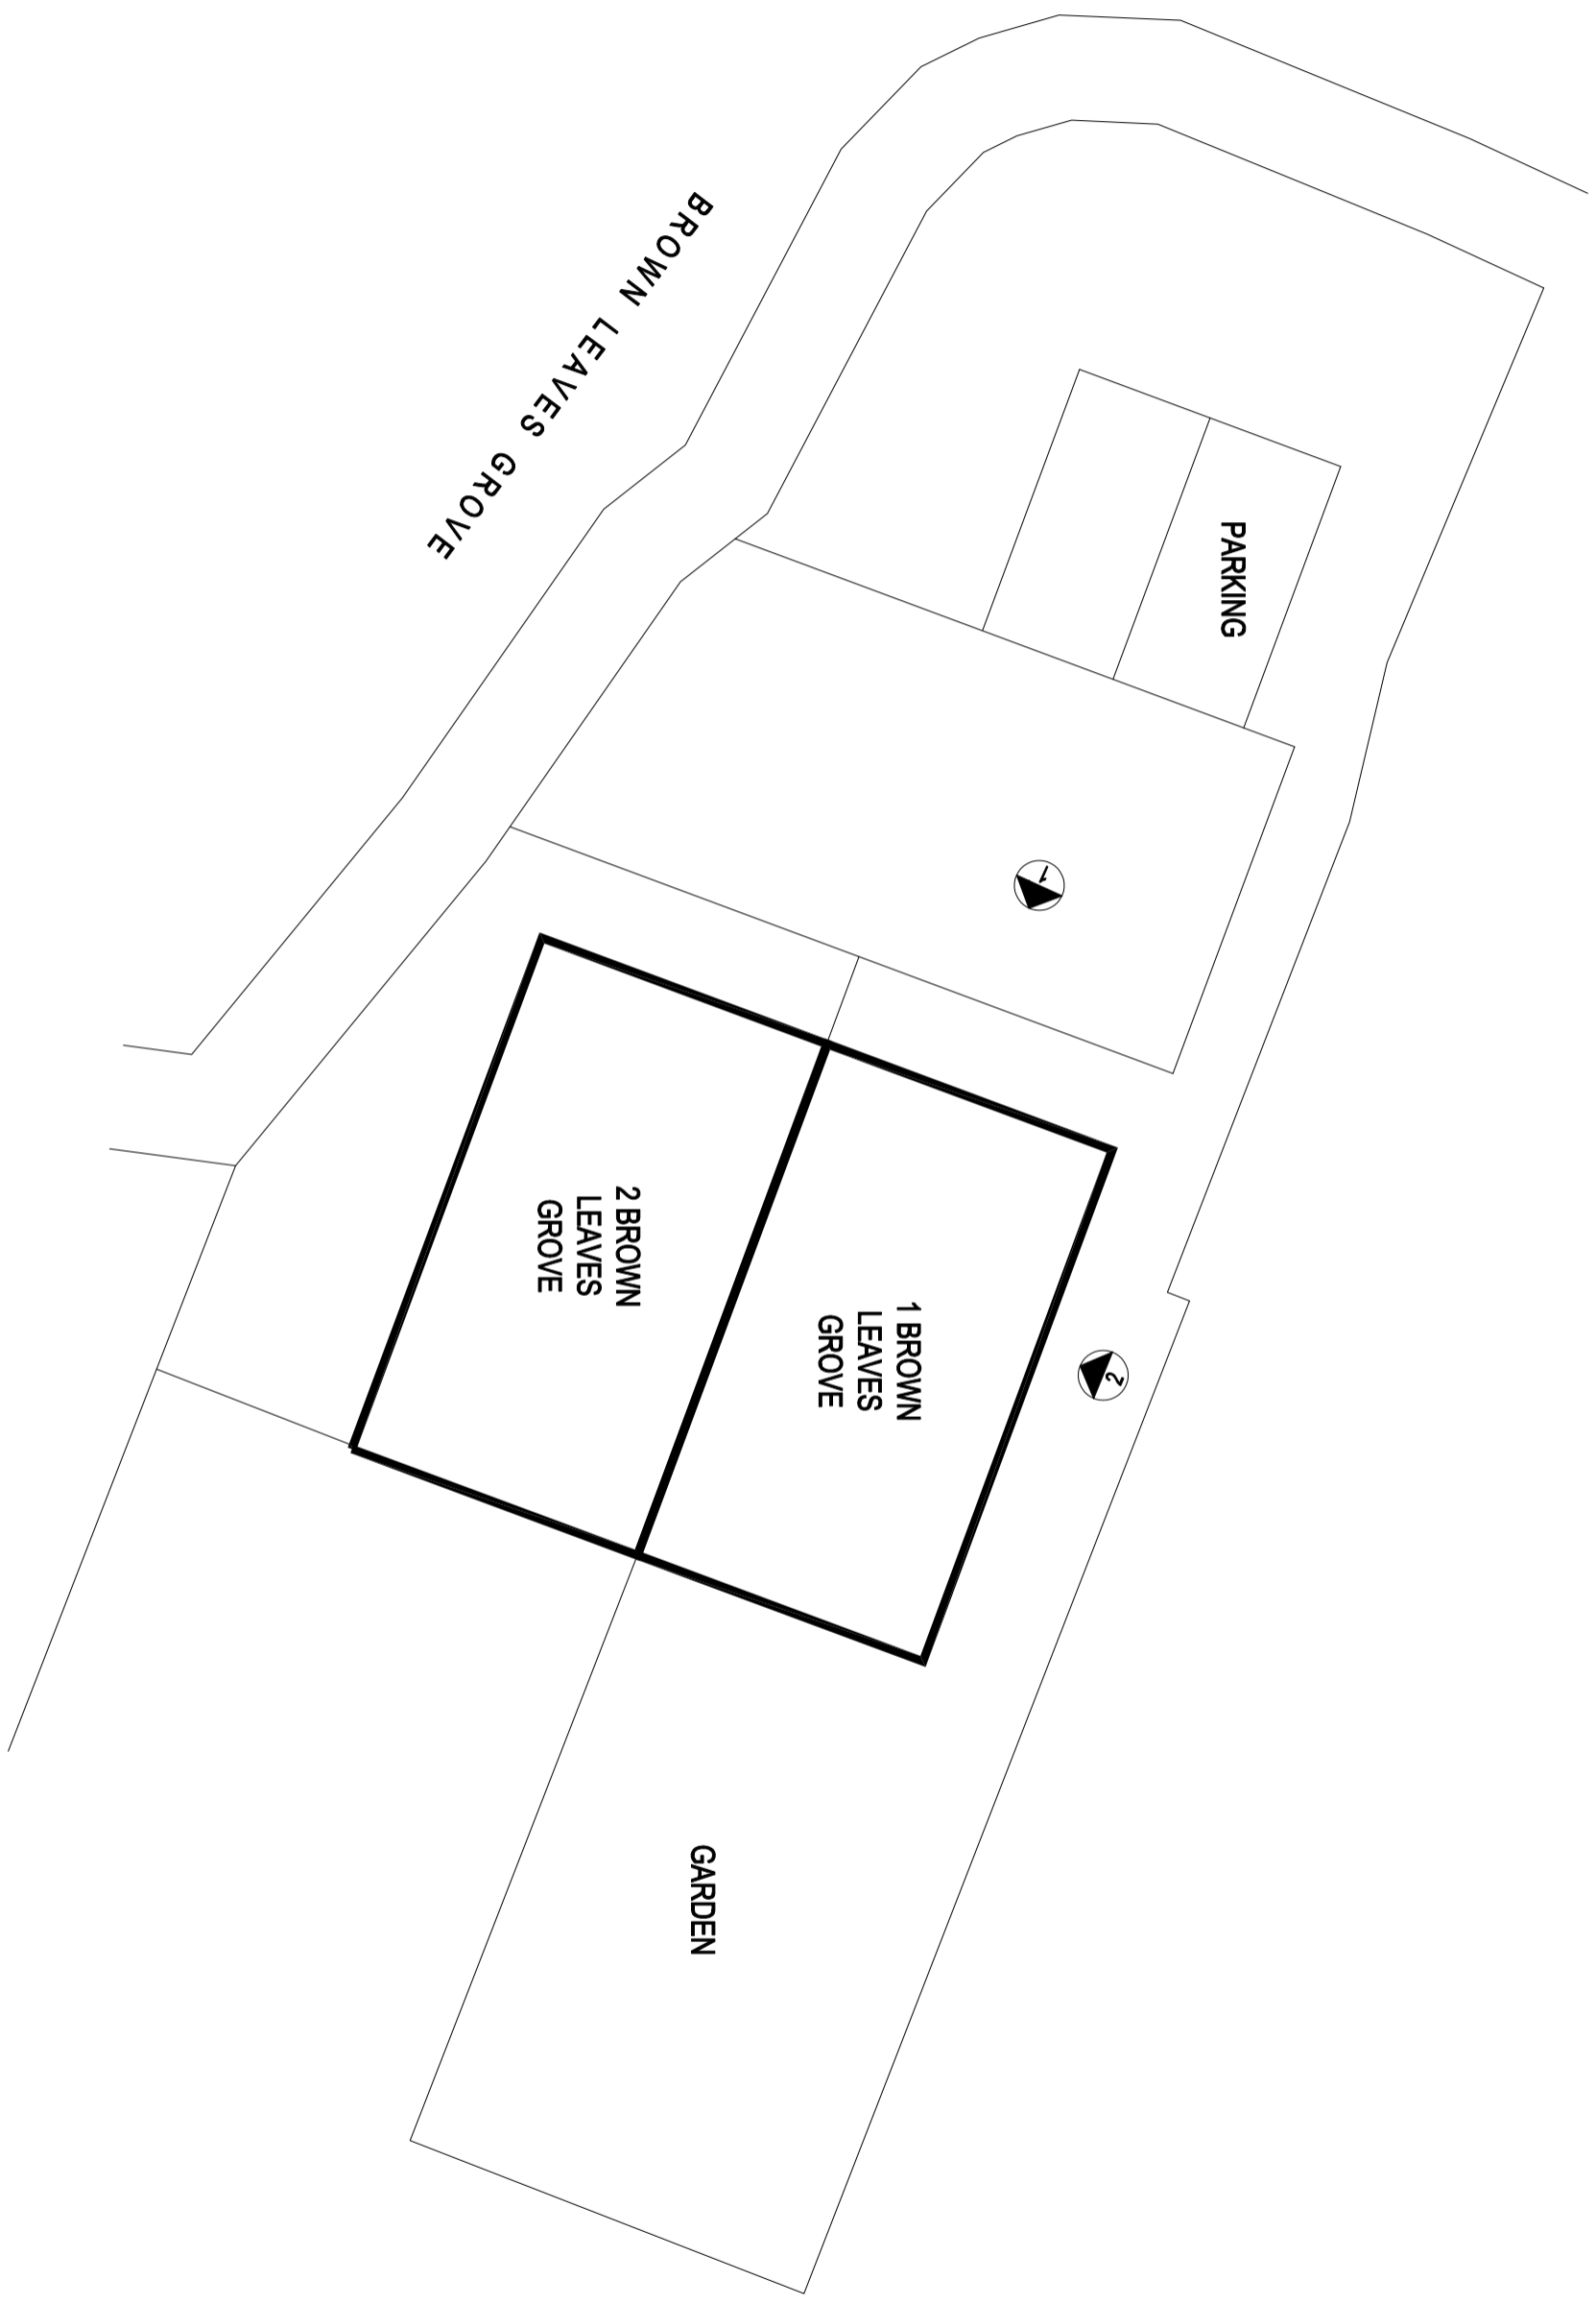 BROWN LEAVES GROVE
PARKING
1
2 BROWN
LEAVES
GROVE
1 BROWN
LEAVES
GROVE
2
GARDEN